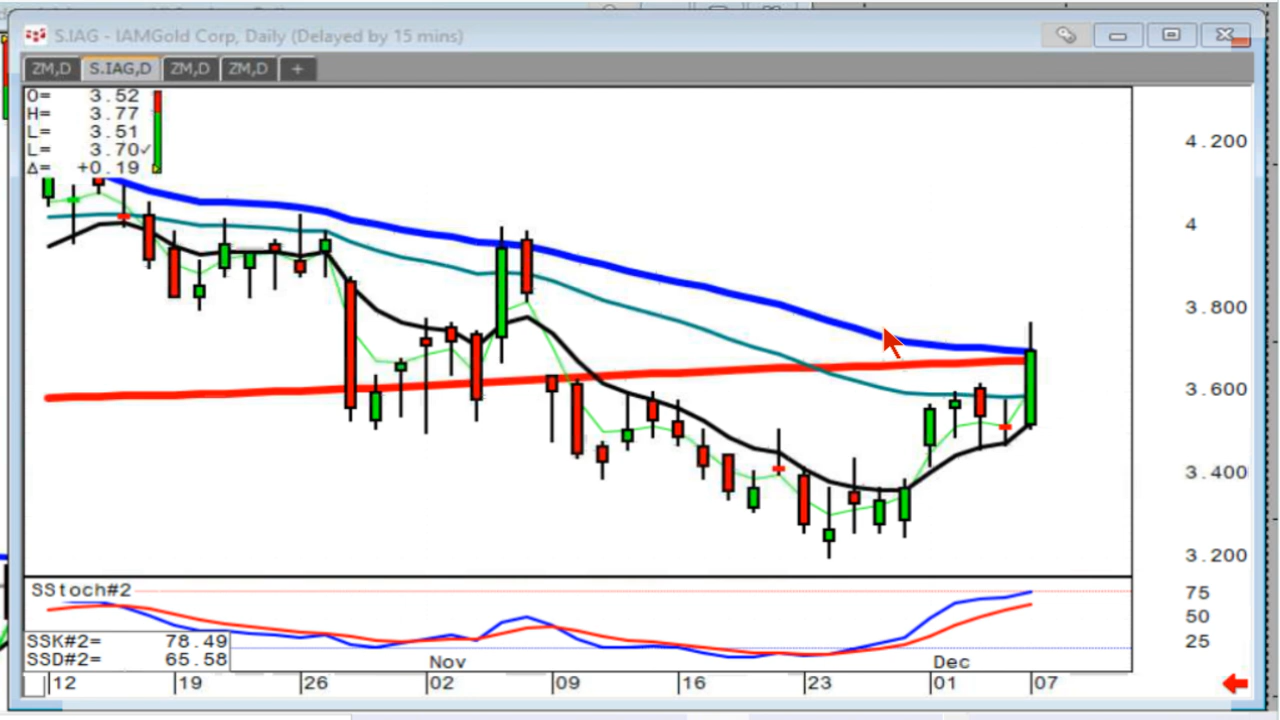 S.IAG - IAMGold Corp, Daily (Delayed by 15 mins)
ZM,D S.IAG,D ZM,D ZM,D +
O= 3.52
H= 3.77
L= 3.51
L= 3.70✓
Δ= +0.19
4.200
4
3.800
3.600
3.400
3.200
SStoch#2
75
50
25
SSK#2= 78.49
SSD#2= 65.58
Nov Dec
12 19 26 02 09 16 23 01 07